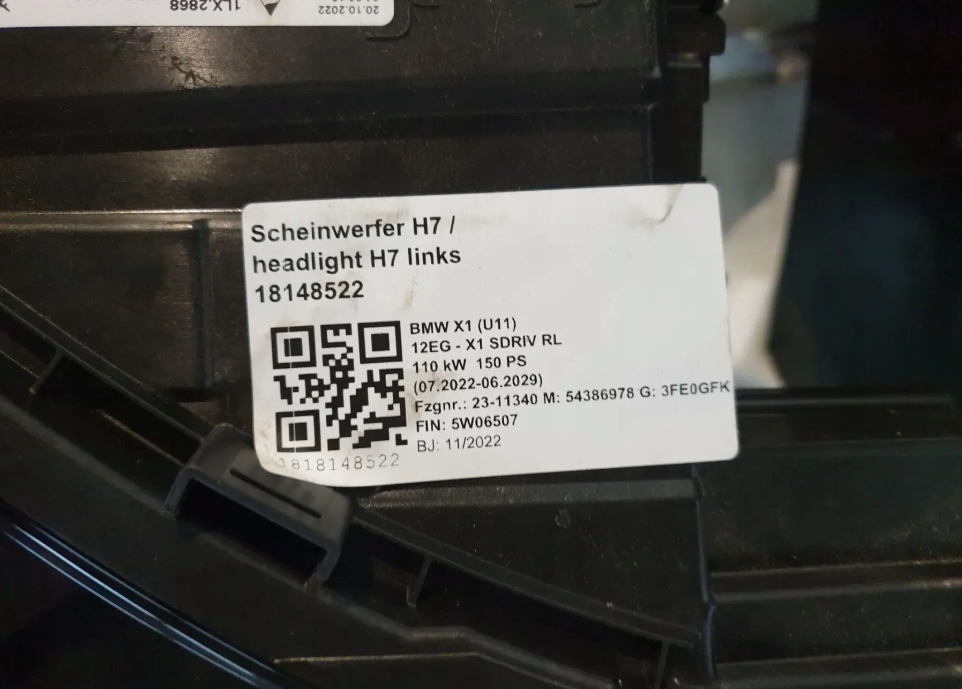 1LX.2868
20.10.2022
Scheinwerfer H7 /
headlight H7 links
18148522
BMW X1 (U11)
12EG - X1 SDRIV RL
110 kW 150 PS
(07.2022-06.2029)
Fzgnr.: 23-11340 M: 54386978 G: 3FE0GFK
FIN: 5W06507
BJ: 11/2022
1818148522